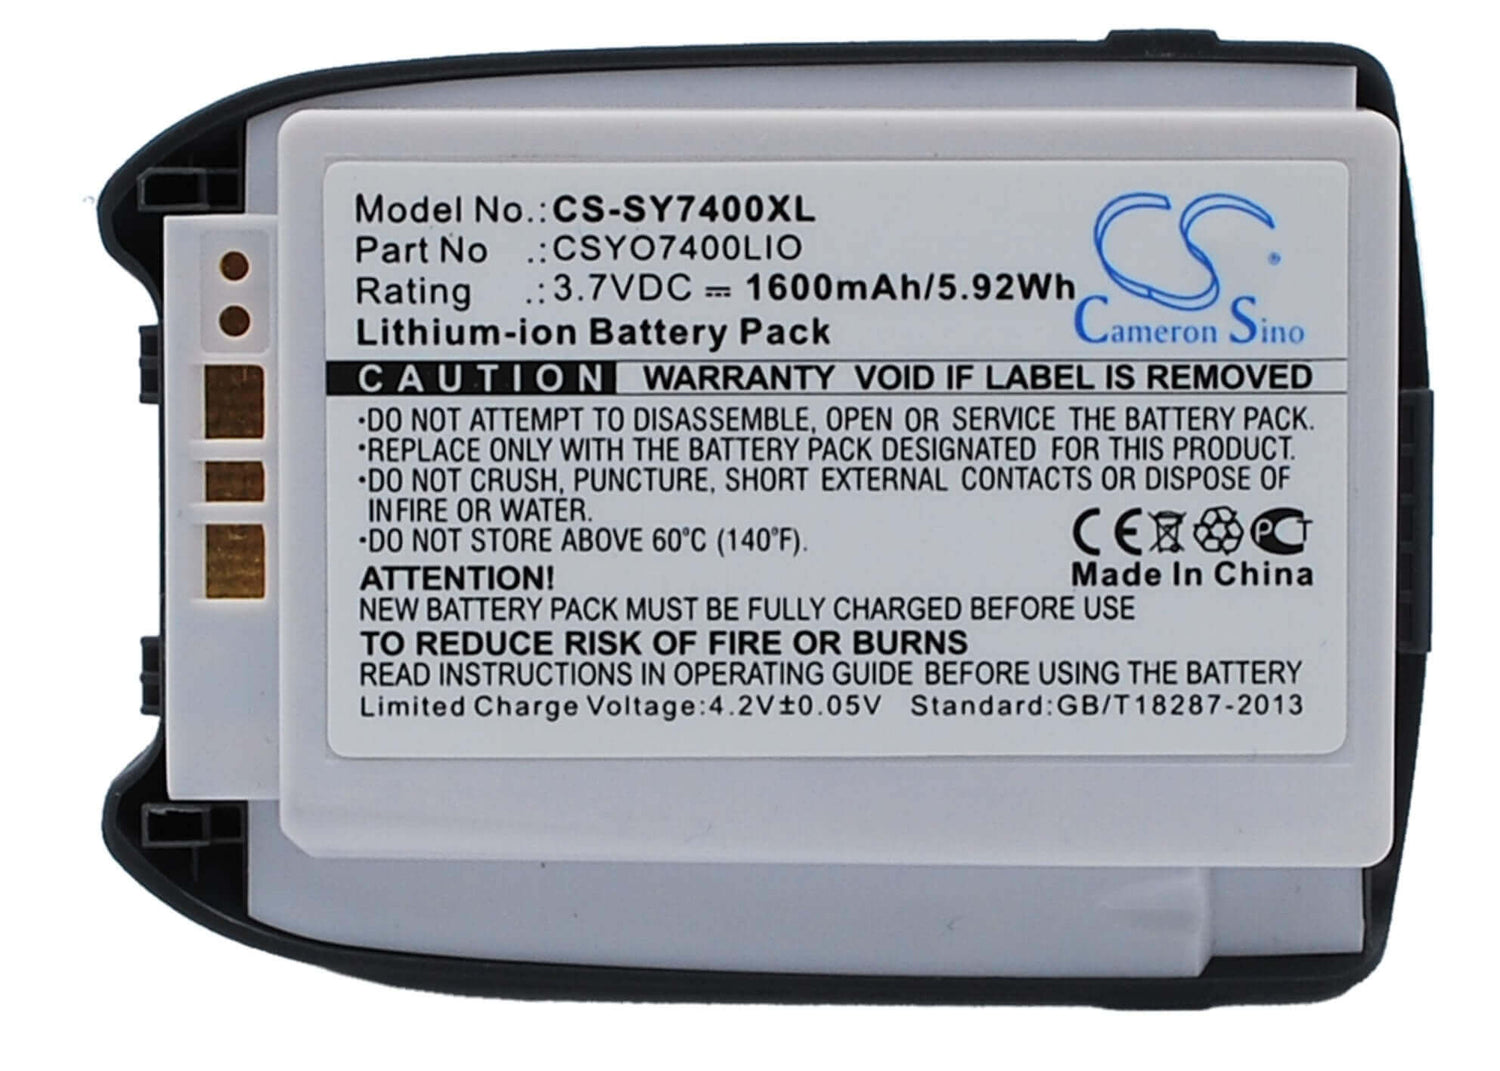 Model No.:CS-SY7400XL
Part No .:CSYO7400LIO
Rating .:3.7VDC ⎓ 1600mAh/5.92Wh
Lithium-ion Battery Pack
CS®
Cameron Sino
CAUTION WARRANTY VOID IF LABEL IS REMOVED
·DO NOT ATTEMPT TO DISASSEMBLE, OPEN OR SERVICE THE BATTERY PACK.
·REPLACE ONLY WITH THE BATTERY PACK DESIGNATED FOR THIS PRODUCT.
·DO NOT CRUSH, PUNCTURE, SHORT EXTERNAL CONTACTS OR DISPOSE OF
IN FIRE OR WATER.
·DO NOT STORE ABOVE 60°C (140°F).
CE PCT
Made In China
ATTENTION!
NEW BATTERY PACK MUST BE FULLY CHARGED BEFORE USE
TO REDUCE RISK OF FIRE OR BURNS
READ INSTRUCTIONS IN OPERATING GUIDE BEFORE USING THE BATTERY
Limited Charge Voltage:4.2V±0.05V Standard:GB/T18287-2013